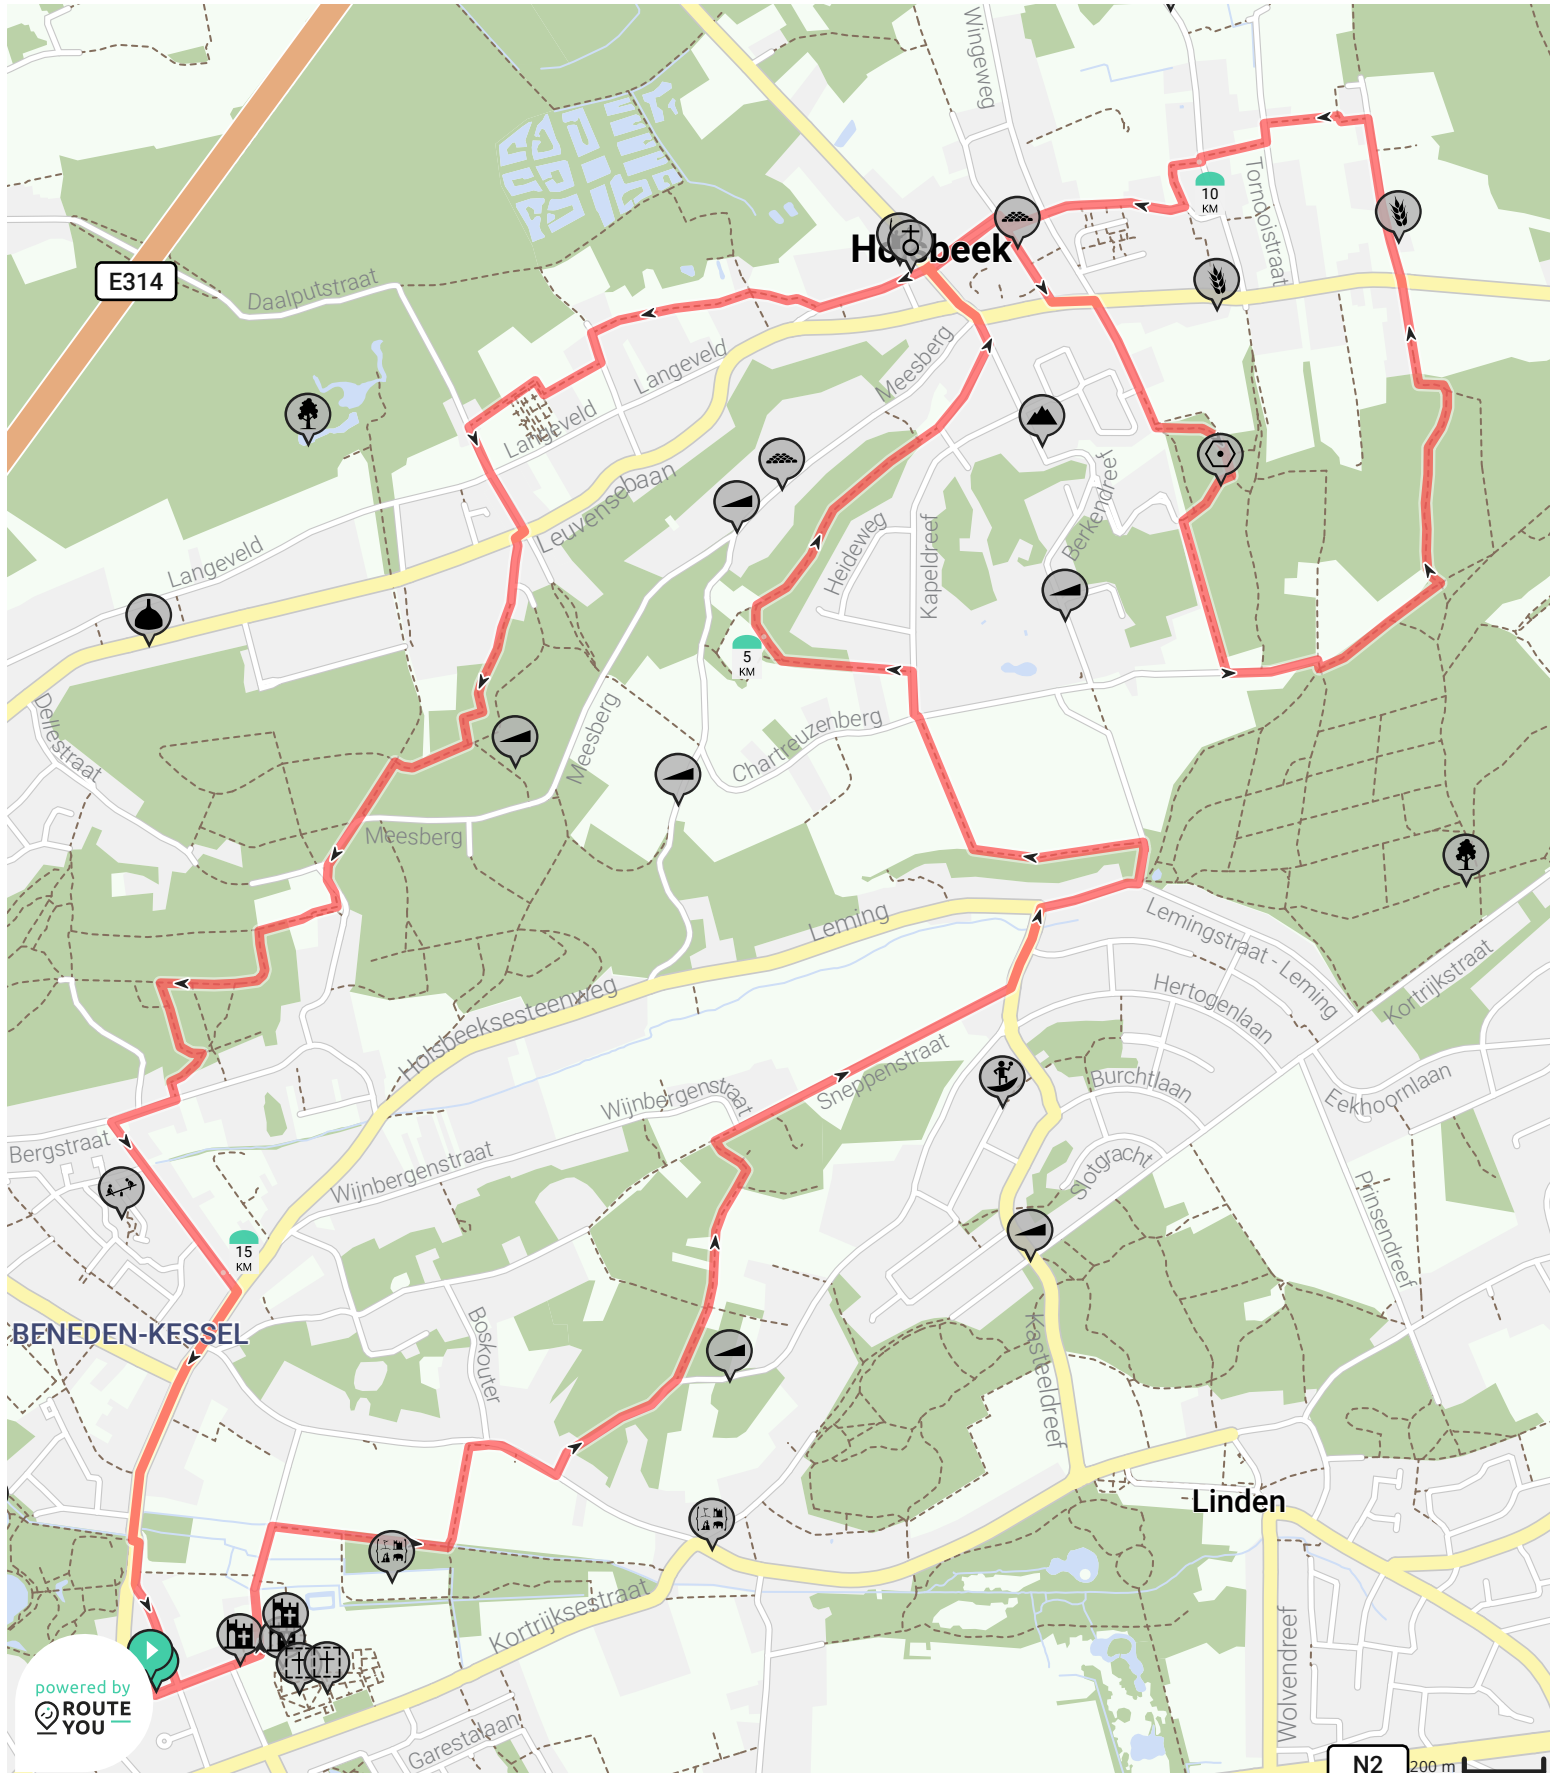 Wingeweg
E314
Daalputstraat
Holsbeek
10
KM
Torndoistraat
Langeveld
Meesberg
Langeveld
Leuvensebaan
Langeveld
Heideweg
Kapeldreef
Berkendreef
5
KM
Dellestraat
Meesberg
Chartreuzenberg
Meesberg
Leming
Lemingstraat - Leming
Kortrijkstraat
Hertogenlaan
Holsbeeksesteenweg
Sneppenstraat
Burchtlaan
Eekhoornlaan
Wijnbergenstraat
Bergstraat
Wijnbergenstraat
Slotgracht
Prinsendreef
15
KM
BENEDEN-KESSEL
Boskouter
Kasteeldreef
Linden
Kortrijksestraat
Wolvendreef
powered by
ROUTE
YOU
Garestalaan
N2
200 m